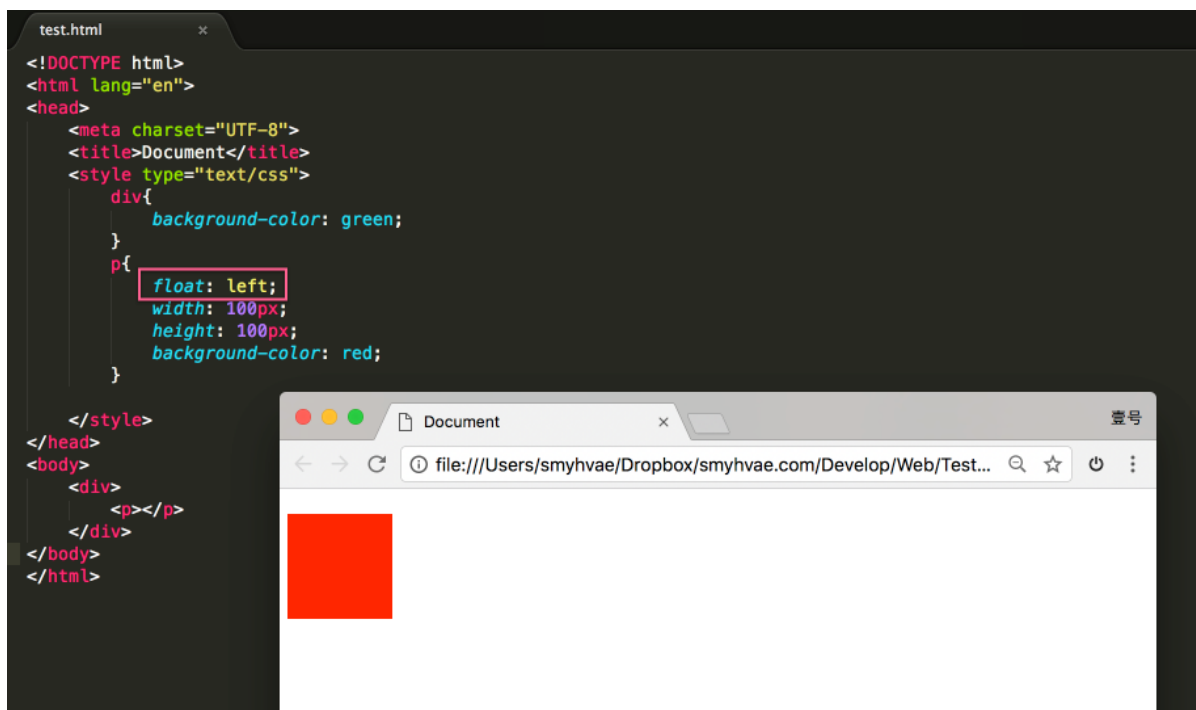 test.html ×
<!DOCTYPE html>
<html lang="en">
<head>
<meta charset="UTF-8">
<title>Document</title>
<style type="text/css">
div{
background-color: green;
}
p{
float: left;
width: 100px;
height: 100px;
background-color: red;
}
</style>
</head>
<body>
<div>
<p></p>
</div>
</body>
</html>
Document × 壹号
file:///Users/smyhvae/Dropbox/smyhvae.com/Develop/Web/Test...